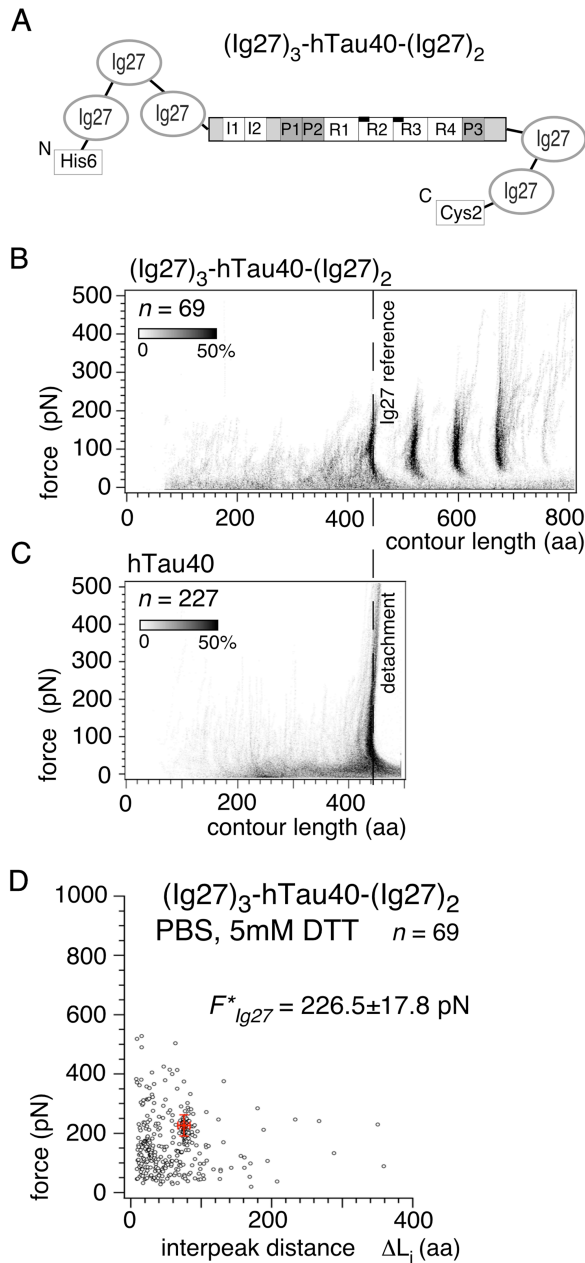 A
(Ig27)3-hTau40-(Ig27)2
Ig27
Ig27
Ig27
I1 I2 P1 P2 R1 R2 R3 R4 P3
Ig27
N
His6
Ig27
C
Cys2
B
(Ig27)3-hTau40-(Ig27)2
n = 69
0 50%
Ig27 reference
force (pN)
500
400
300
200
100
0
0 200 400 600 800
contour length (aa)
C
hTau40
n = 227
0 50%
detachment
force (pN)
500
400
300
200
100
0
0 200 400
contour length (aa)
D
(Ig27)3-hTau40-(Ig27)2
PBS, 5mM DTT n = 69
F*Ig27 = 226.5±17.8 pN
force (pN)
1000
800
600
400
200
0
0 200 400
interpeak distance ΔLi (aa)